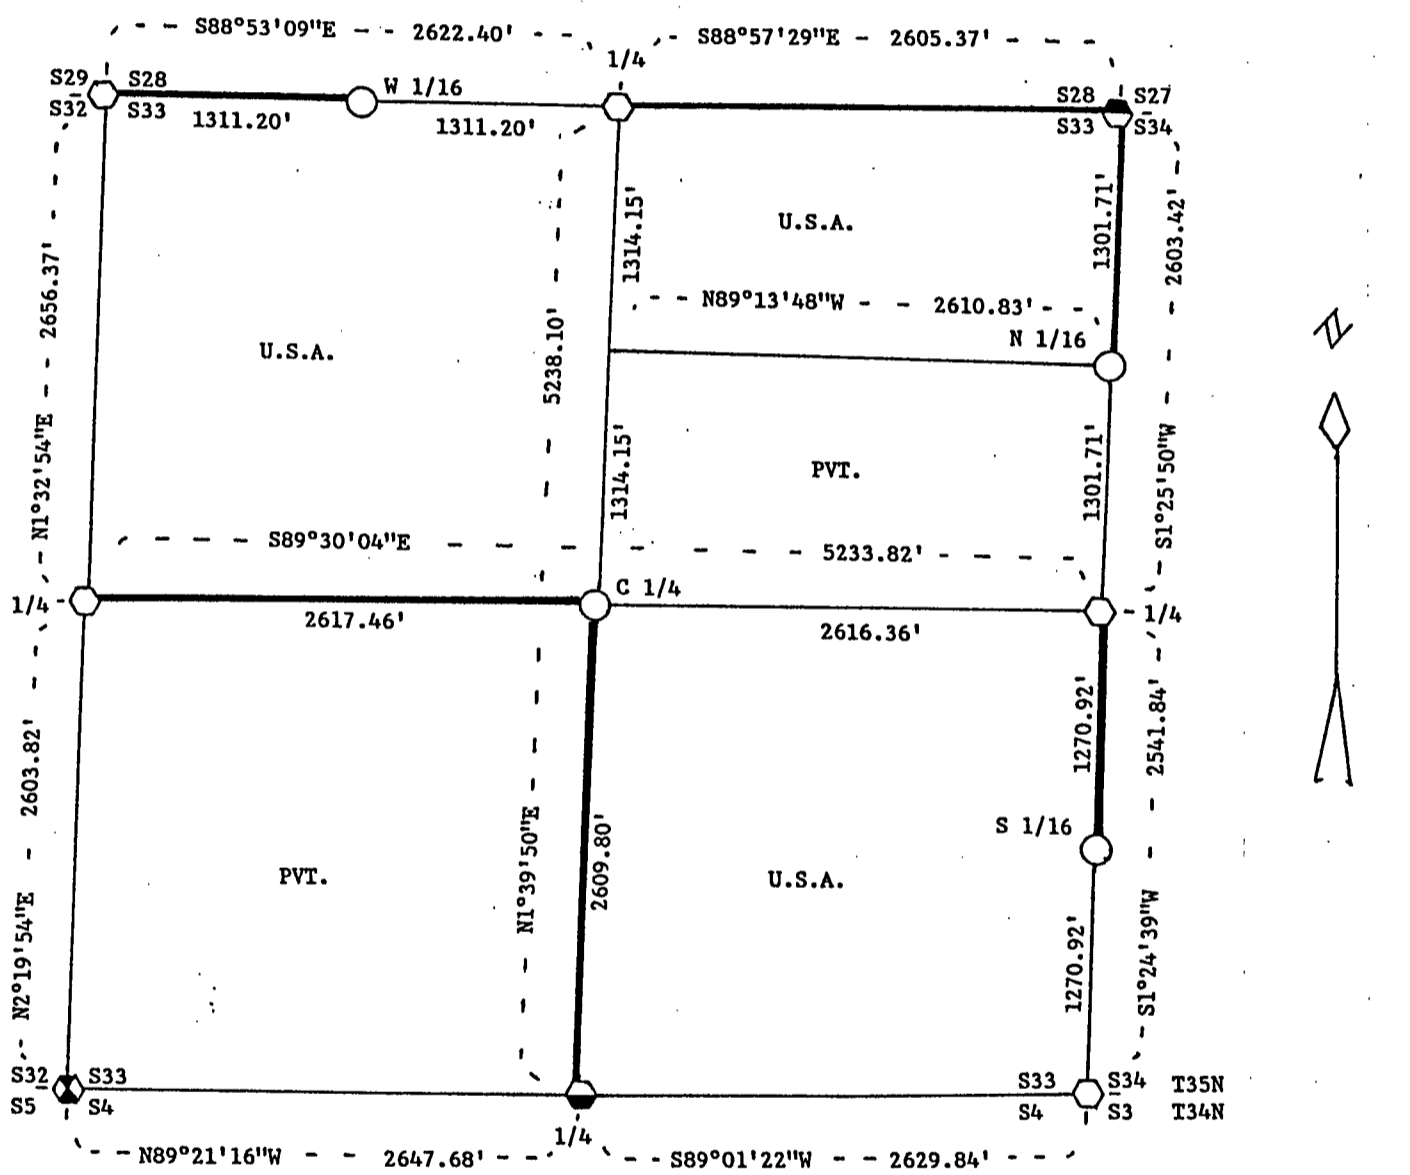 S88°53'09"E 2622.40'
S88°57'29"E 2605.37'
1/4
S29 S28
S32 S33
W 1/16
S28 S27
S33 S34
1311.20'
1311.20'
1314.15'
U.S.A.
1301.71'
2603.42'
N89°13'48"W 2610.83'
N 1/16
2656.37'
U.S.A.
5238.10'
N1°32'54"E
1314.15'
PVT.
1301.71'
S1°25'50"W
S89°30'04"E 5233.82'
1/4
C 1/4
1/4
2617.46'
2616.36'
2603.82'
1270.92'
2541.84'
S 1/16
N1°39'50"E
2609.80'
PVT.
U.S.A.
N2°19'54"E
1270.92'
S1°24'39"W
S32 S33
S5 S4
S33 S34 T35N
S4 S3 T34N
1/4
N89°21'16"W 2647.68'
S89°01'22"W 2629.84'
N